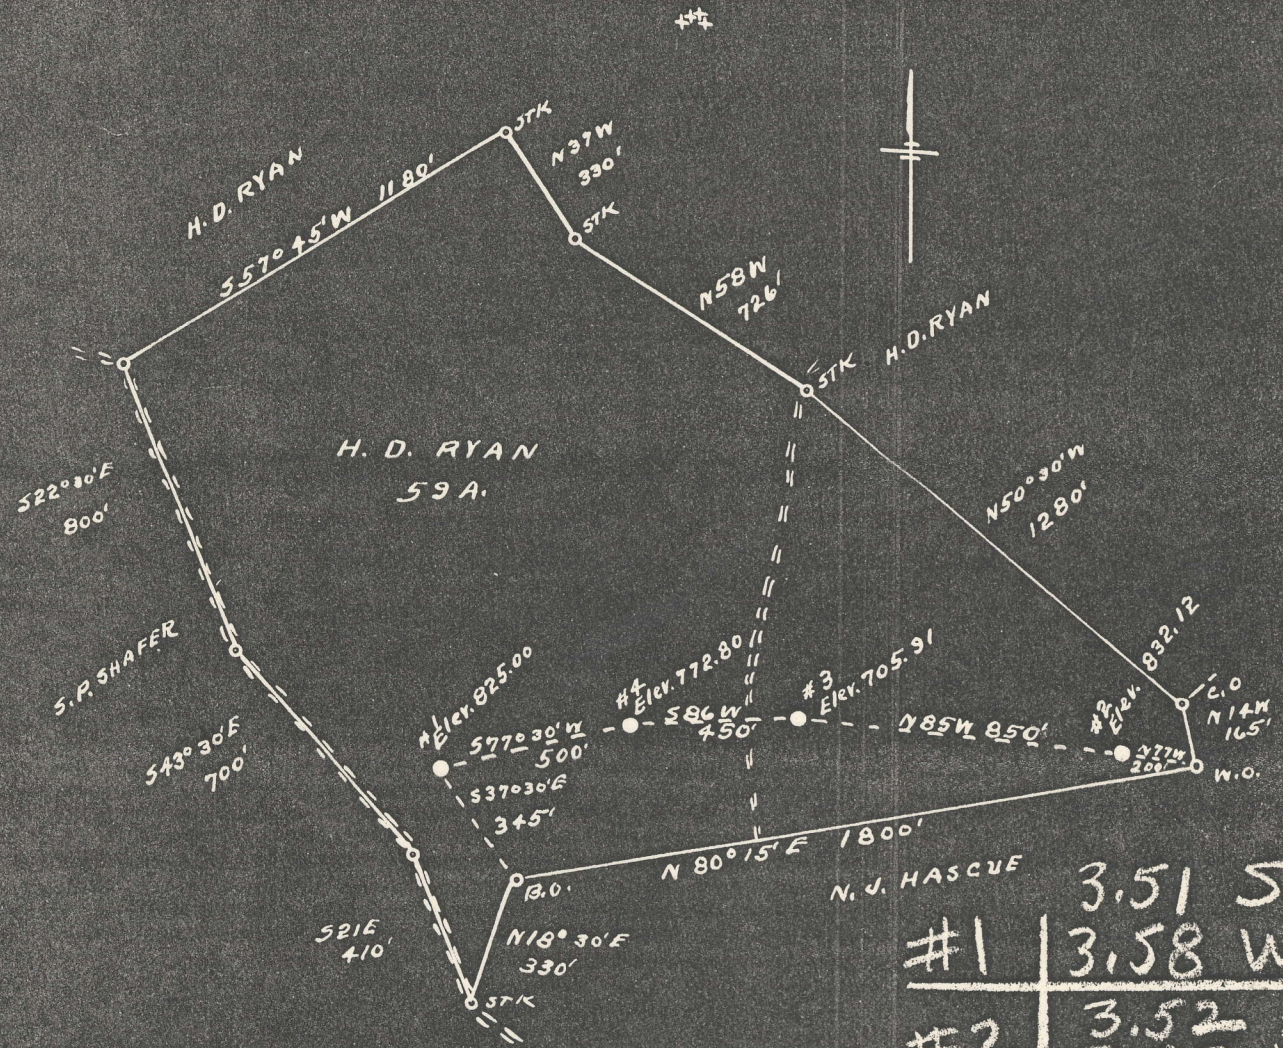 STK
N37W
330'
H.D. RYAN
S57°45'W 1180'
STK
N58W
726'
STK
H.D. RYAN
H. D. RYAN
59 A.
S22°30'E
800'
N50°30'W
1280'
S.P. SHAFER
S43°30'E
700'
#1 Elev. 825.00
#4 Elev. 772.80
#3 Elev. 705.91
#2 Elev. 832.12
S77°30'W
500'
S86W
450'
N85W 850'
N77W
200'
C.O
N14W
165'
W.O.
S37°30'E
345'
B.O.
N 80°15' E 1800'
N. J. HASCUE
S21E
410'
N18°30'E
330'
STK
3.51 S
#1 3.58 W
#2 3.52